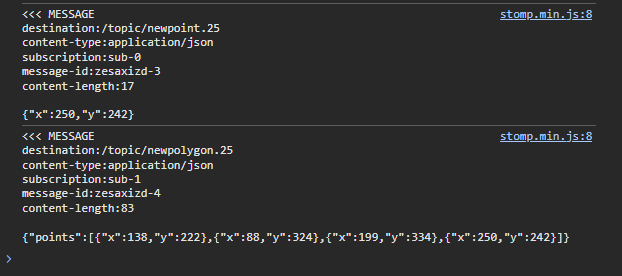 <<< MESSAGE stomp.min.js:8
destination:/topic/newpoint.25
content-type:application/json
subscription:sub-0
message-id:zesaxizd-3
content-length:17
{"x":250,"y":242}
<<< MESSAGE stomp.min.js:8
destination:/topic/newpolygon.25
content-type:application/json
subscription:sub-1
message-id:zesaxizd-4
content-length:83
{"points":[{"x":138,"y":222},{"x":88,"y":324},{"x":199,"y":334},{"x":250,"y":242}]}
>